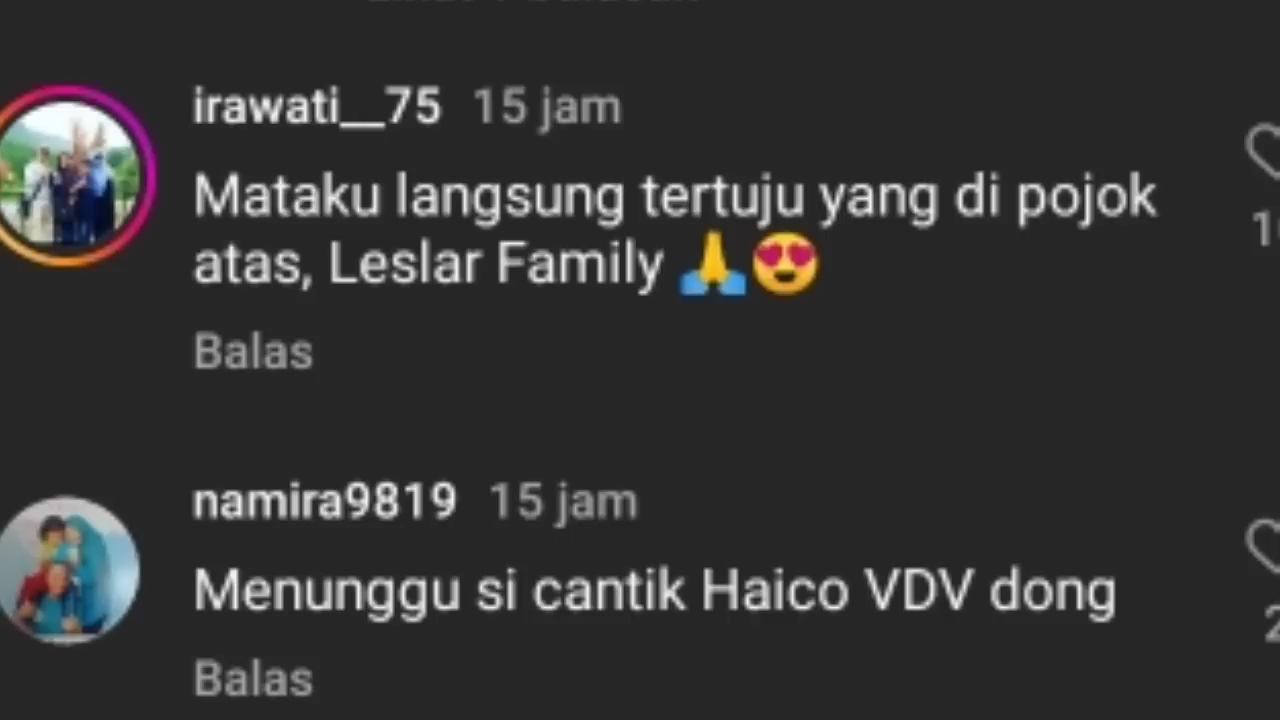 irawati__75 15 jam
Mataku langsung tertuju yang di pojok
atas, Leslar Family 🙏😍
Balas
namira9819 15 jam
Menunggu si cantik Haico VDV dong
2
Balas